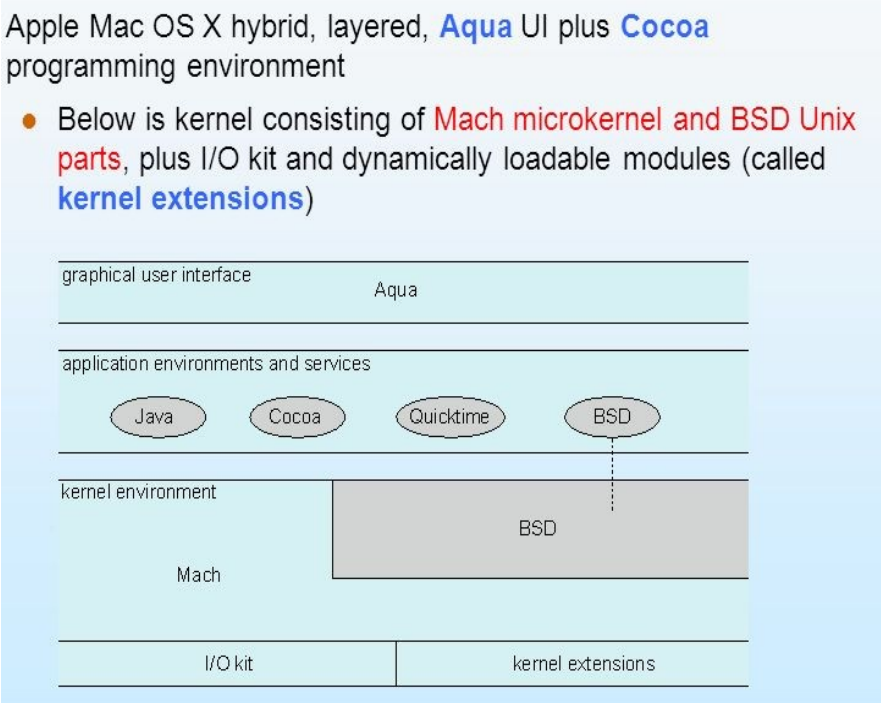 Apple Mac OS X hybrid, layered, Aqua UI plus Cocoa
programming environment
Below is kernel consisting of Mach microkernel and BSD Unix
parts, plus I/O kit and dynamically loadable modules (called
kernel extensions)
graphical user interface
Aqua
application environments and services
Java Cocoa Quicktime BSD
kernel environment
BSD
Mach
I/O kit kernel extensions